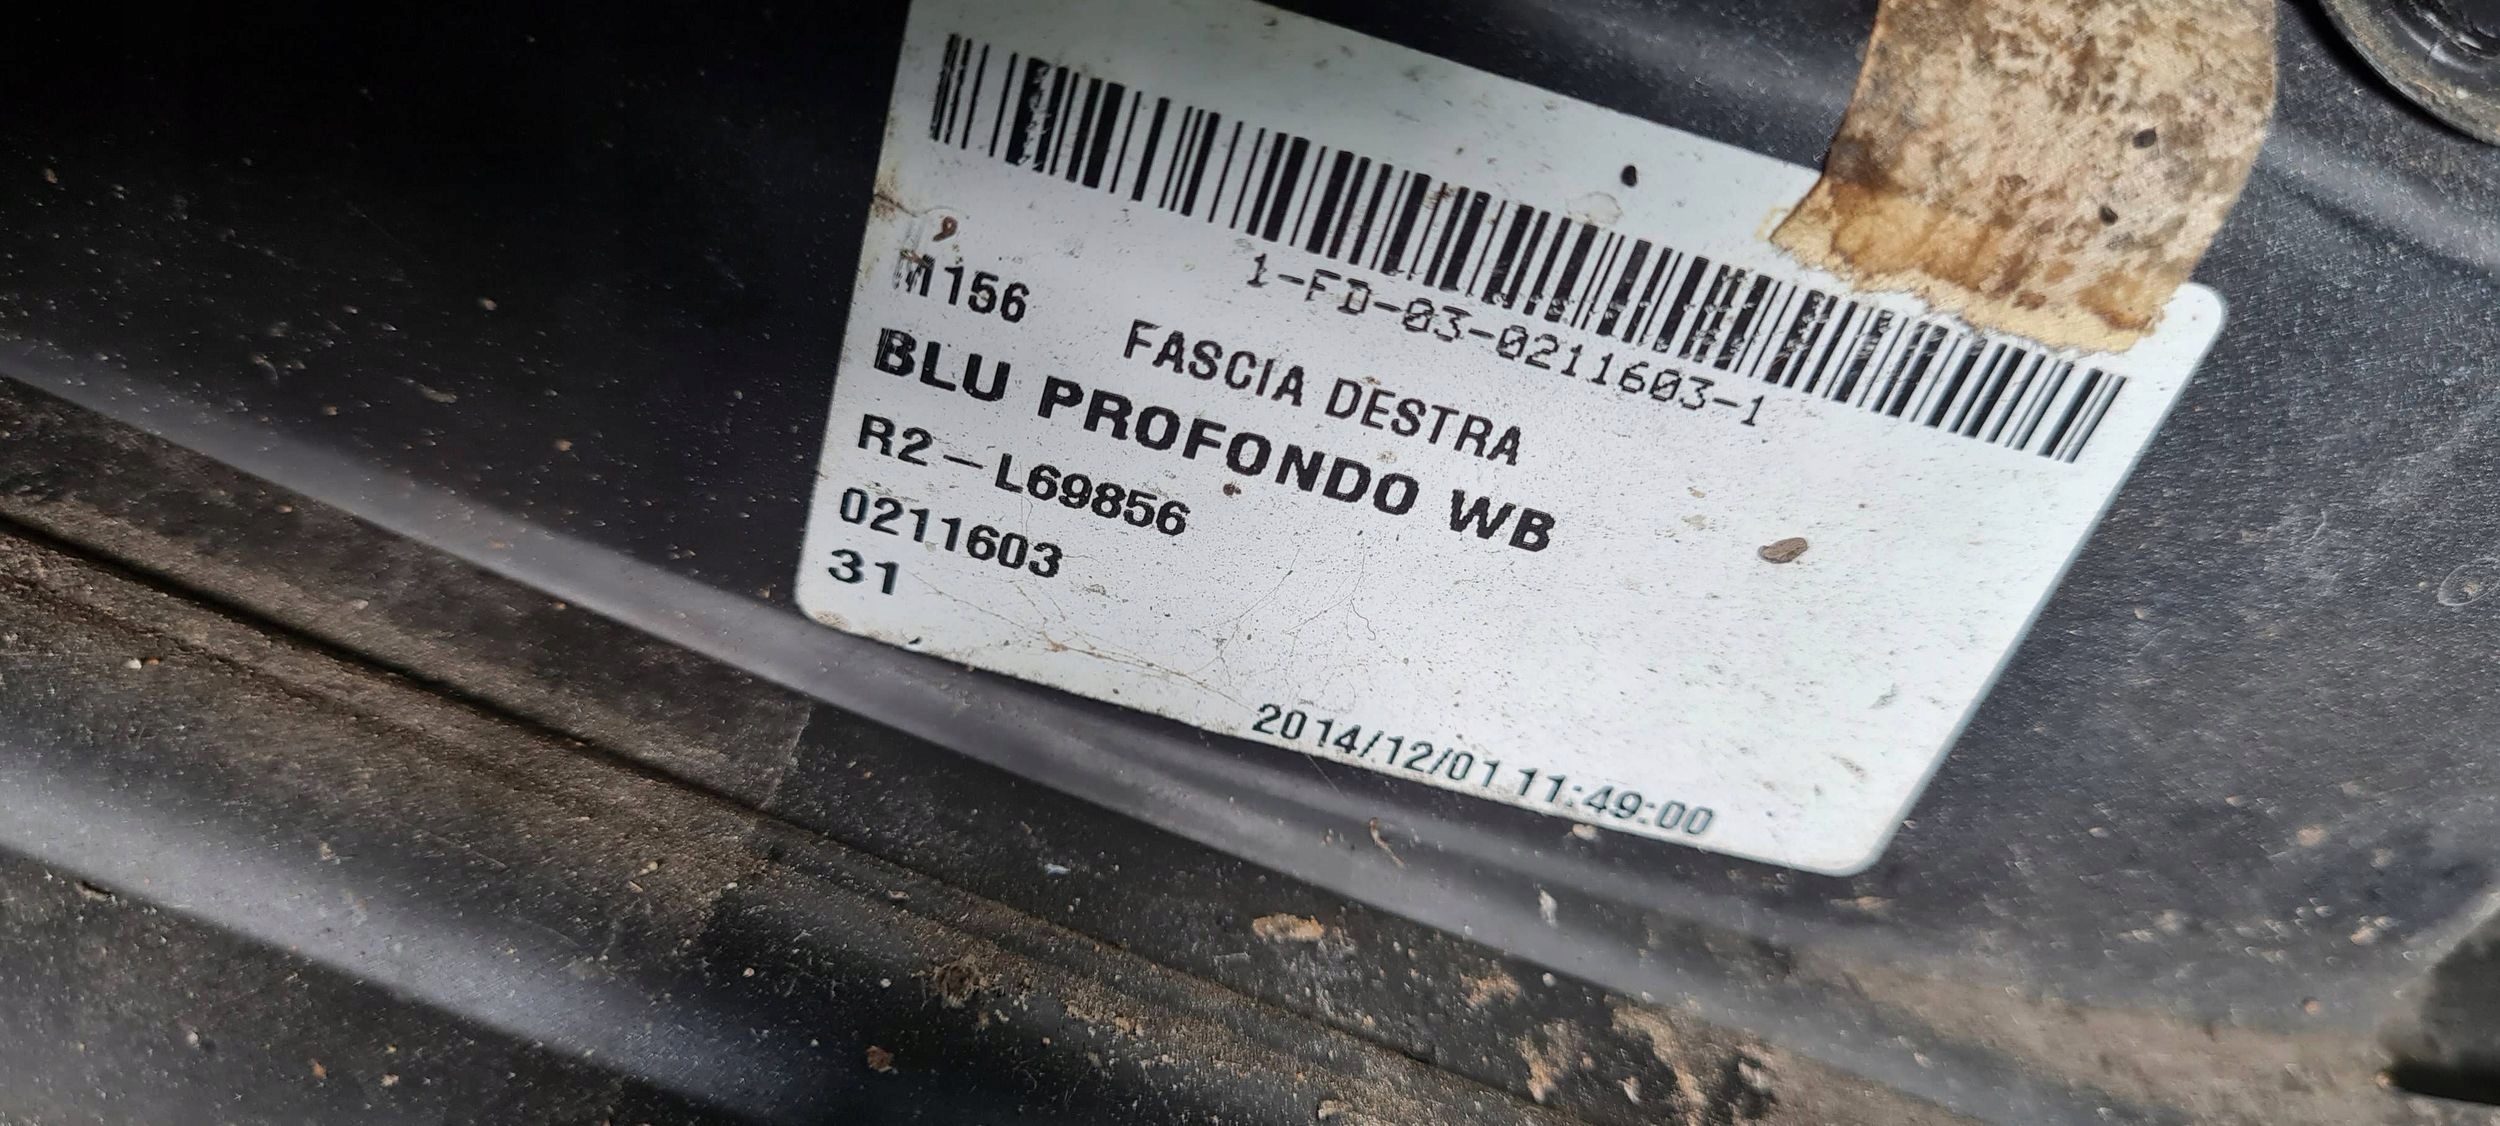 1-FD-03-0211603-1
M156
FASCIA DESTRA
BLU PROFONDO WB
R2-L69856
0211603
31
2014/12/01 11:49:00